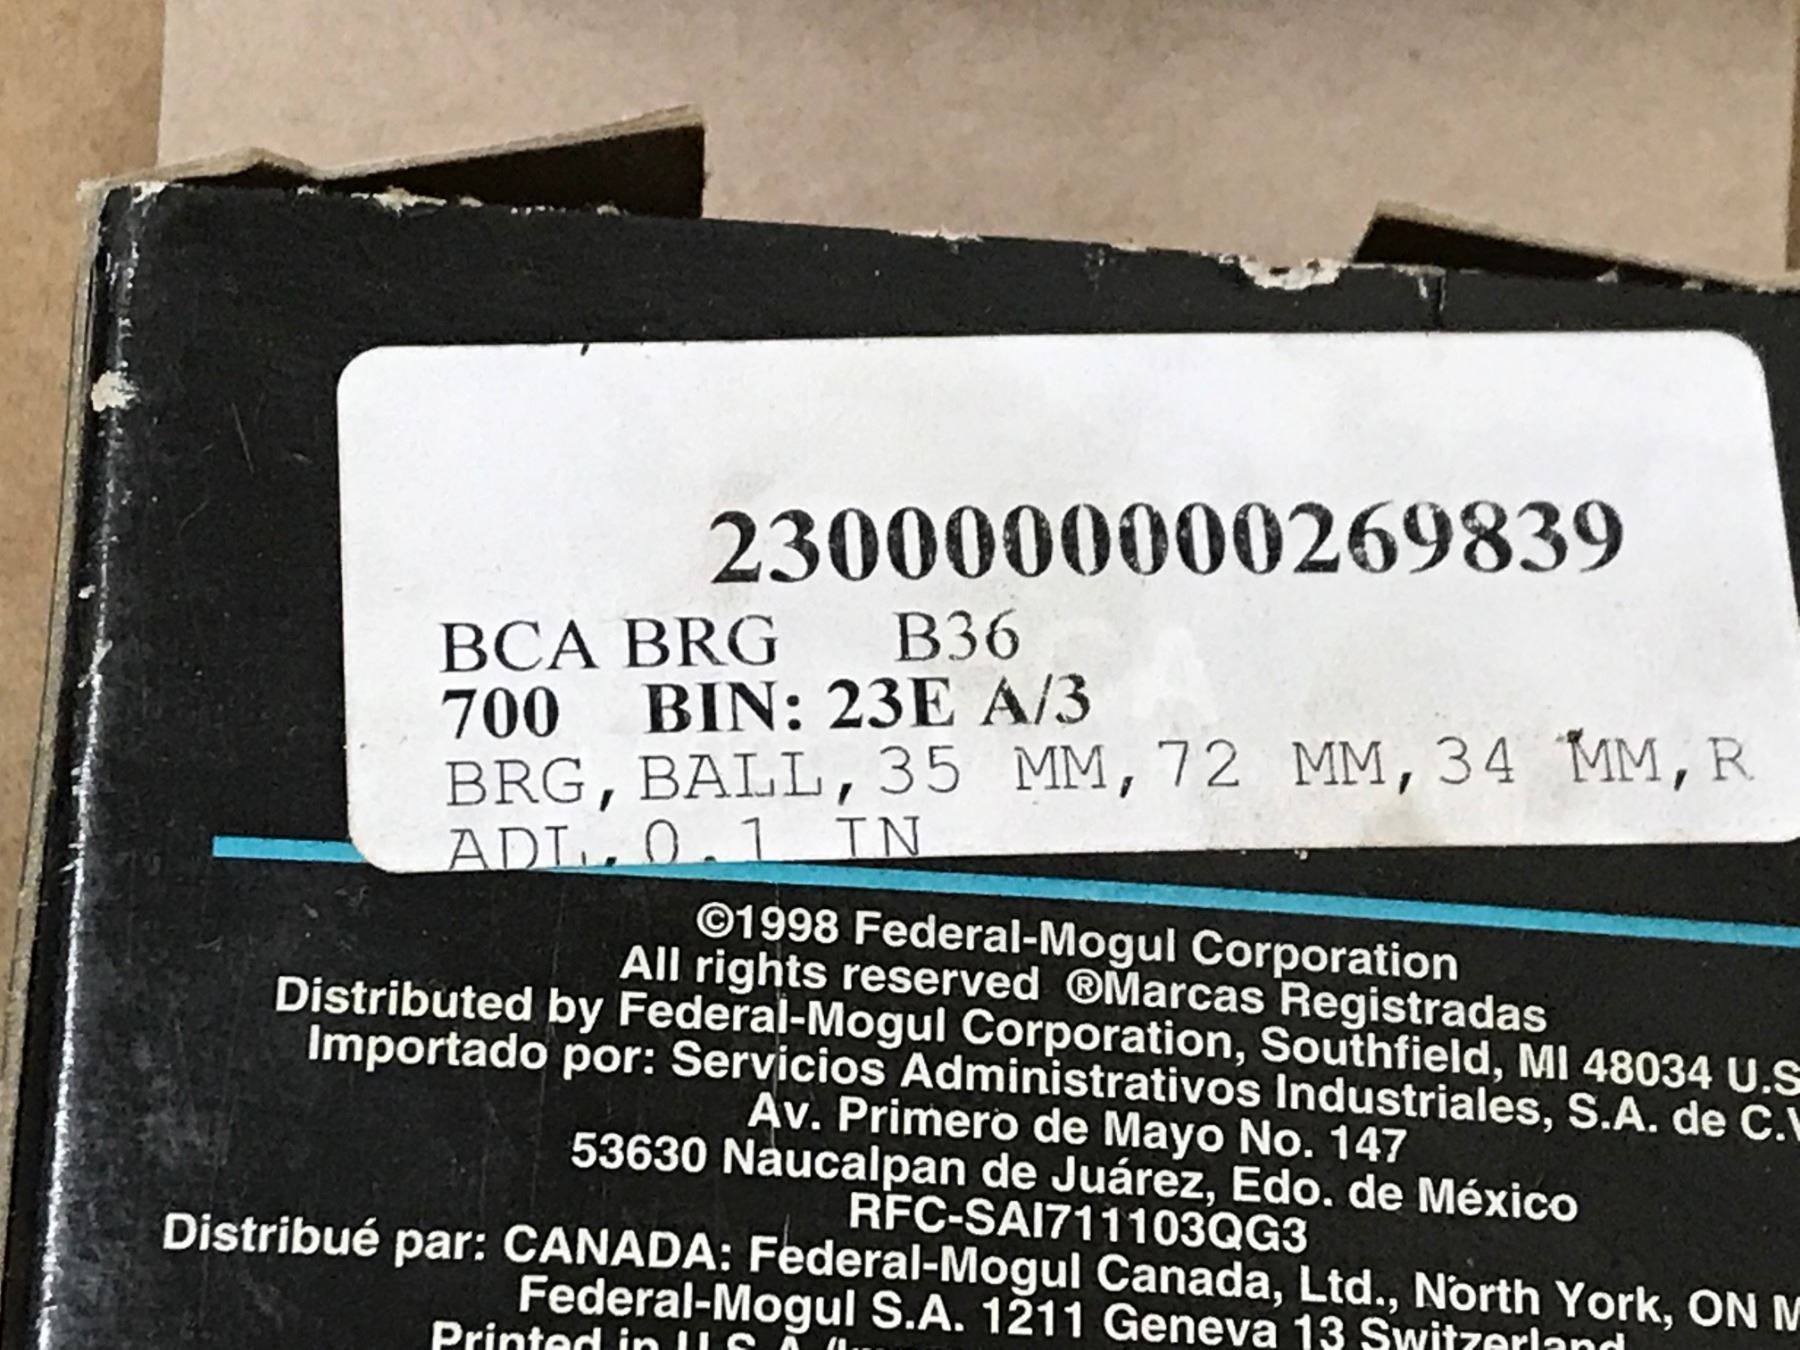 2300000000269839
BCA BRG B36
700 BIN: 23E A/3
BRG, BALL, 35 MM, 72 MM, 34 MM, R
ADL, 0.1 IN
©1998 Federal-Mogul Corporation
All rights reserved ®Marcas Registradas
Distributed by Federal-Mogul Corporation, Southfield, MI 48034 U.S
Importado por: Servicios Administrativos Industriales, S.A. de C.V
Av. Primero de Mayo No. 147
53630 Naucalpan de Juárez, Edo. de México
RFC-SAI711103QG3
Distribué par: CANADA: Federal-Mogul Canada, Ltd., North York, ON M
Federal-Mogul S.A. 1211 Geneva 13 Switzerland
Printed in U.S.A.